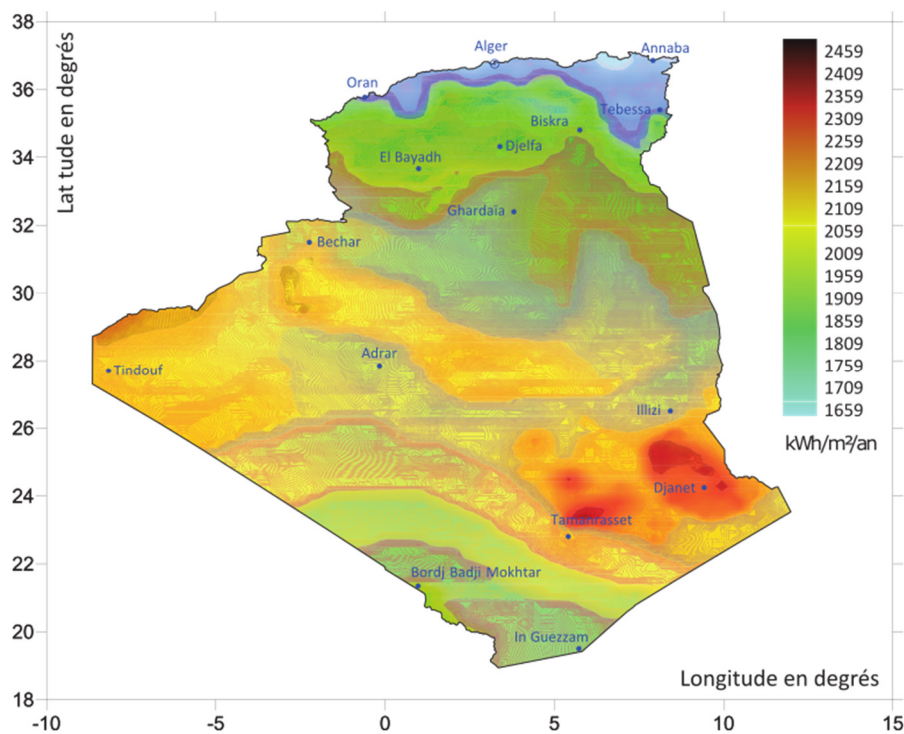 38
36
34
32
30
28
26
24
22
20
18
Lat tude en degrés
Alger
Annaba
Oran
Tebessa
Biskra
Djelfa
El Bayadh
Ghardaïa
Bechar
Adrar
Tindouf
Illizi
Djanet
Tamanrasset
Bordj Badji Mokhtar
In Guezzam
2459
2409
2359
2309
2259
2209
2159
2109
2059
2009
1959
1909
1859
1809
1759
1709
1659
kWh/m²/an
Longitude en degrés
-10
-5
0
5
10
15